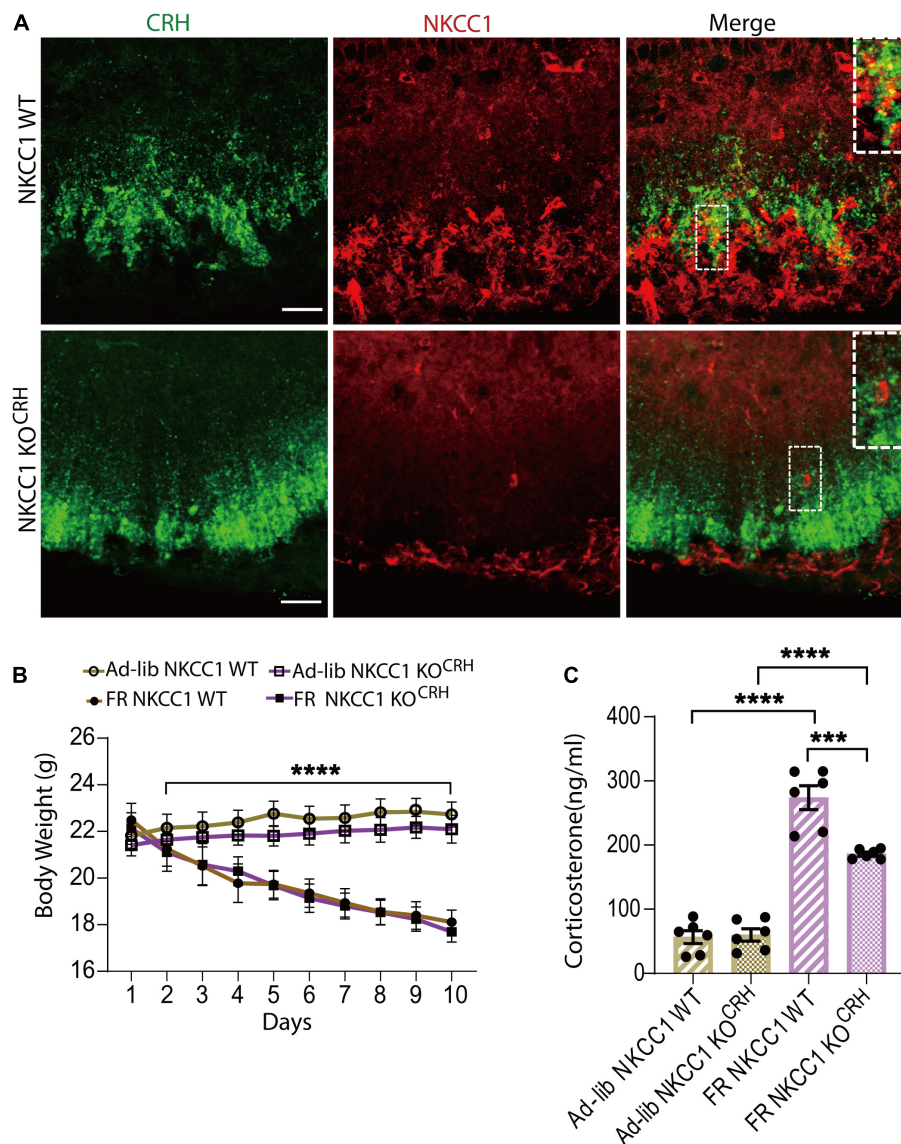 A
CRH
NKCC1
Merge
NKCC1 WT
NKCC1 KO^CRH
B
Ad-lib NKCC1 WT
Ad-lib NKCC1 KO^CRH
FR NKCC1 WT
FR NKCC1 KO^CRH
Body Weight (g)
26
24
22
20
18
16
****
1 2 3 4 5 6 7 8 9 10
Days
C
****
****
***
Corticosterone(ng/ml)
400
300
200
100
0
Ad-lib NKCC1 WT
Ad-lib NKCC1 KO^CRH
FR NKCC1 WT
FR NKCC1 KO^CRH